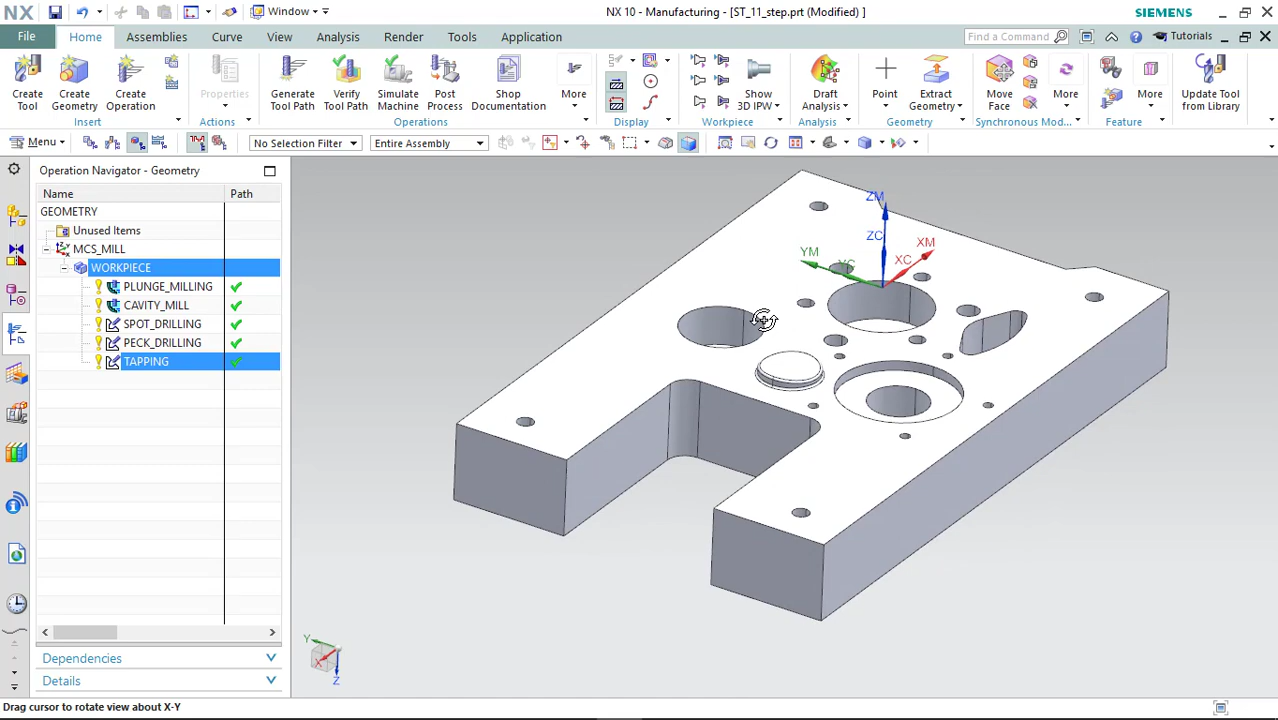 NX Window NX 10 - Manufacturing - [ST_11_step.prt (Modified) ] SIEMENS
File Home Assemblies Curve View Analysis Render Tools Application Find a Command Tutorials
Create Tool Create Geometry Create Operation Properties Generate Tool Path Verify Tool Path Simulate Machine Post Process Shop Documentation More Show 3D IPW Draft Analysis Point Extract Geometry Move Face More More Update Tool from Library
Insert Actions Operations Display Workpiece Analysis Geometry Synchronous Mod... Feature
Menu No Selection Filter Entire Assembly
Operation Navigator - Geometry
Name Path
GEOMETRY
Unused Items
MCS_MILL
WORKPIECE
PLUNGE_MILLING
CAVITY_MILL
SPOT_DRILLING
PECK_DRILLING
TAPPING
ZM
ZC
XM
YM
XC
YC
Dependencies
Details
Y
X
Z
Drag cursor to rotate view about X-Y